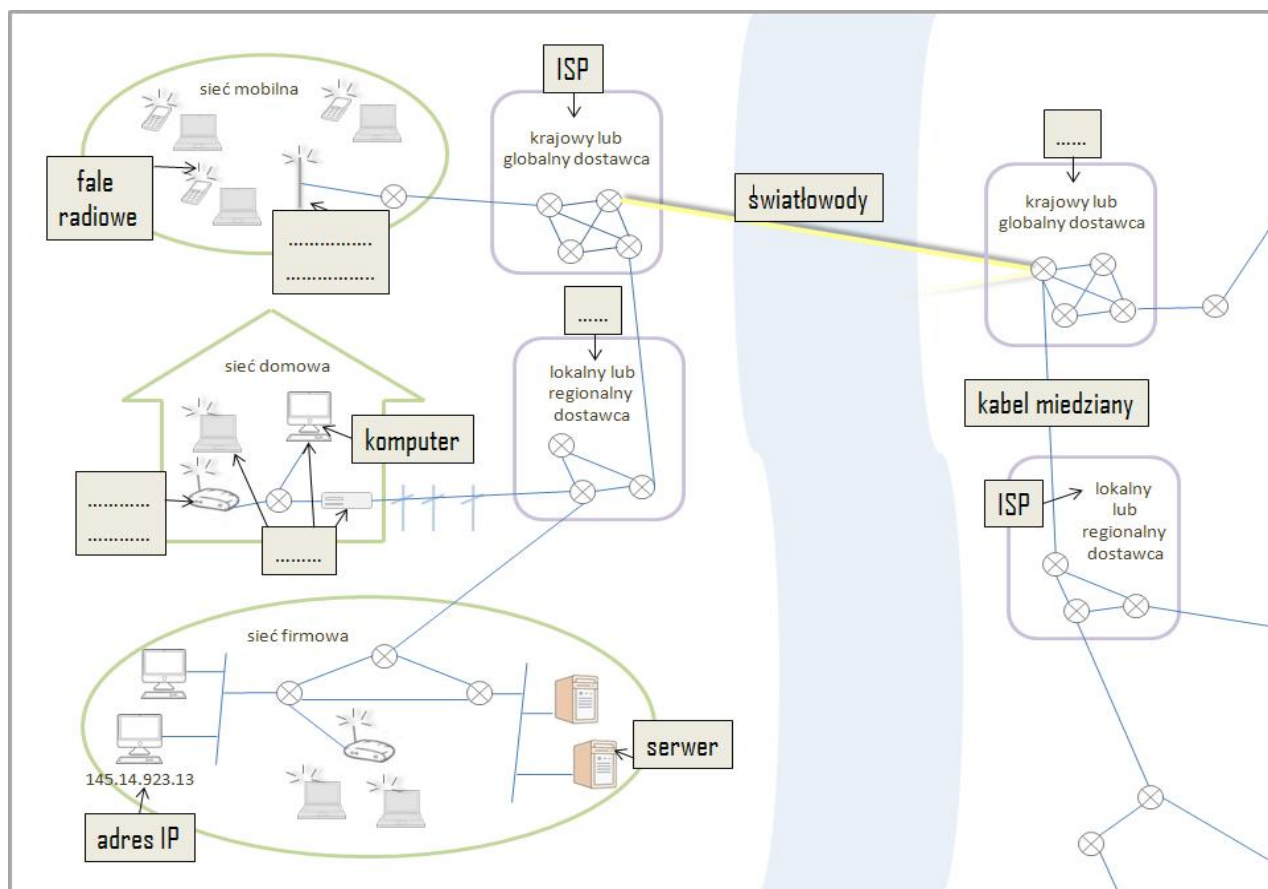 ISP
sieć mobilna
krajowy lub
globalny dostawca
......
fale
radiowe
................
.................
światłowody
krajowy lub
globalny dostawca
......
sieć domowa
lokalny lub
regionalny
dostawca
komputer
kabel miedziany
............
............
.........
ISP
lokalny
lub
regionalny
dostawca
sieć firmowa
serwer
145.14.923.13
adres IP